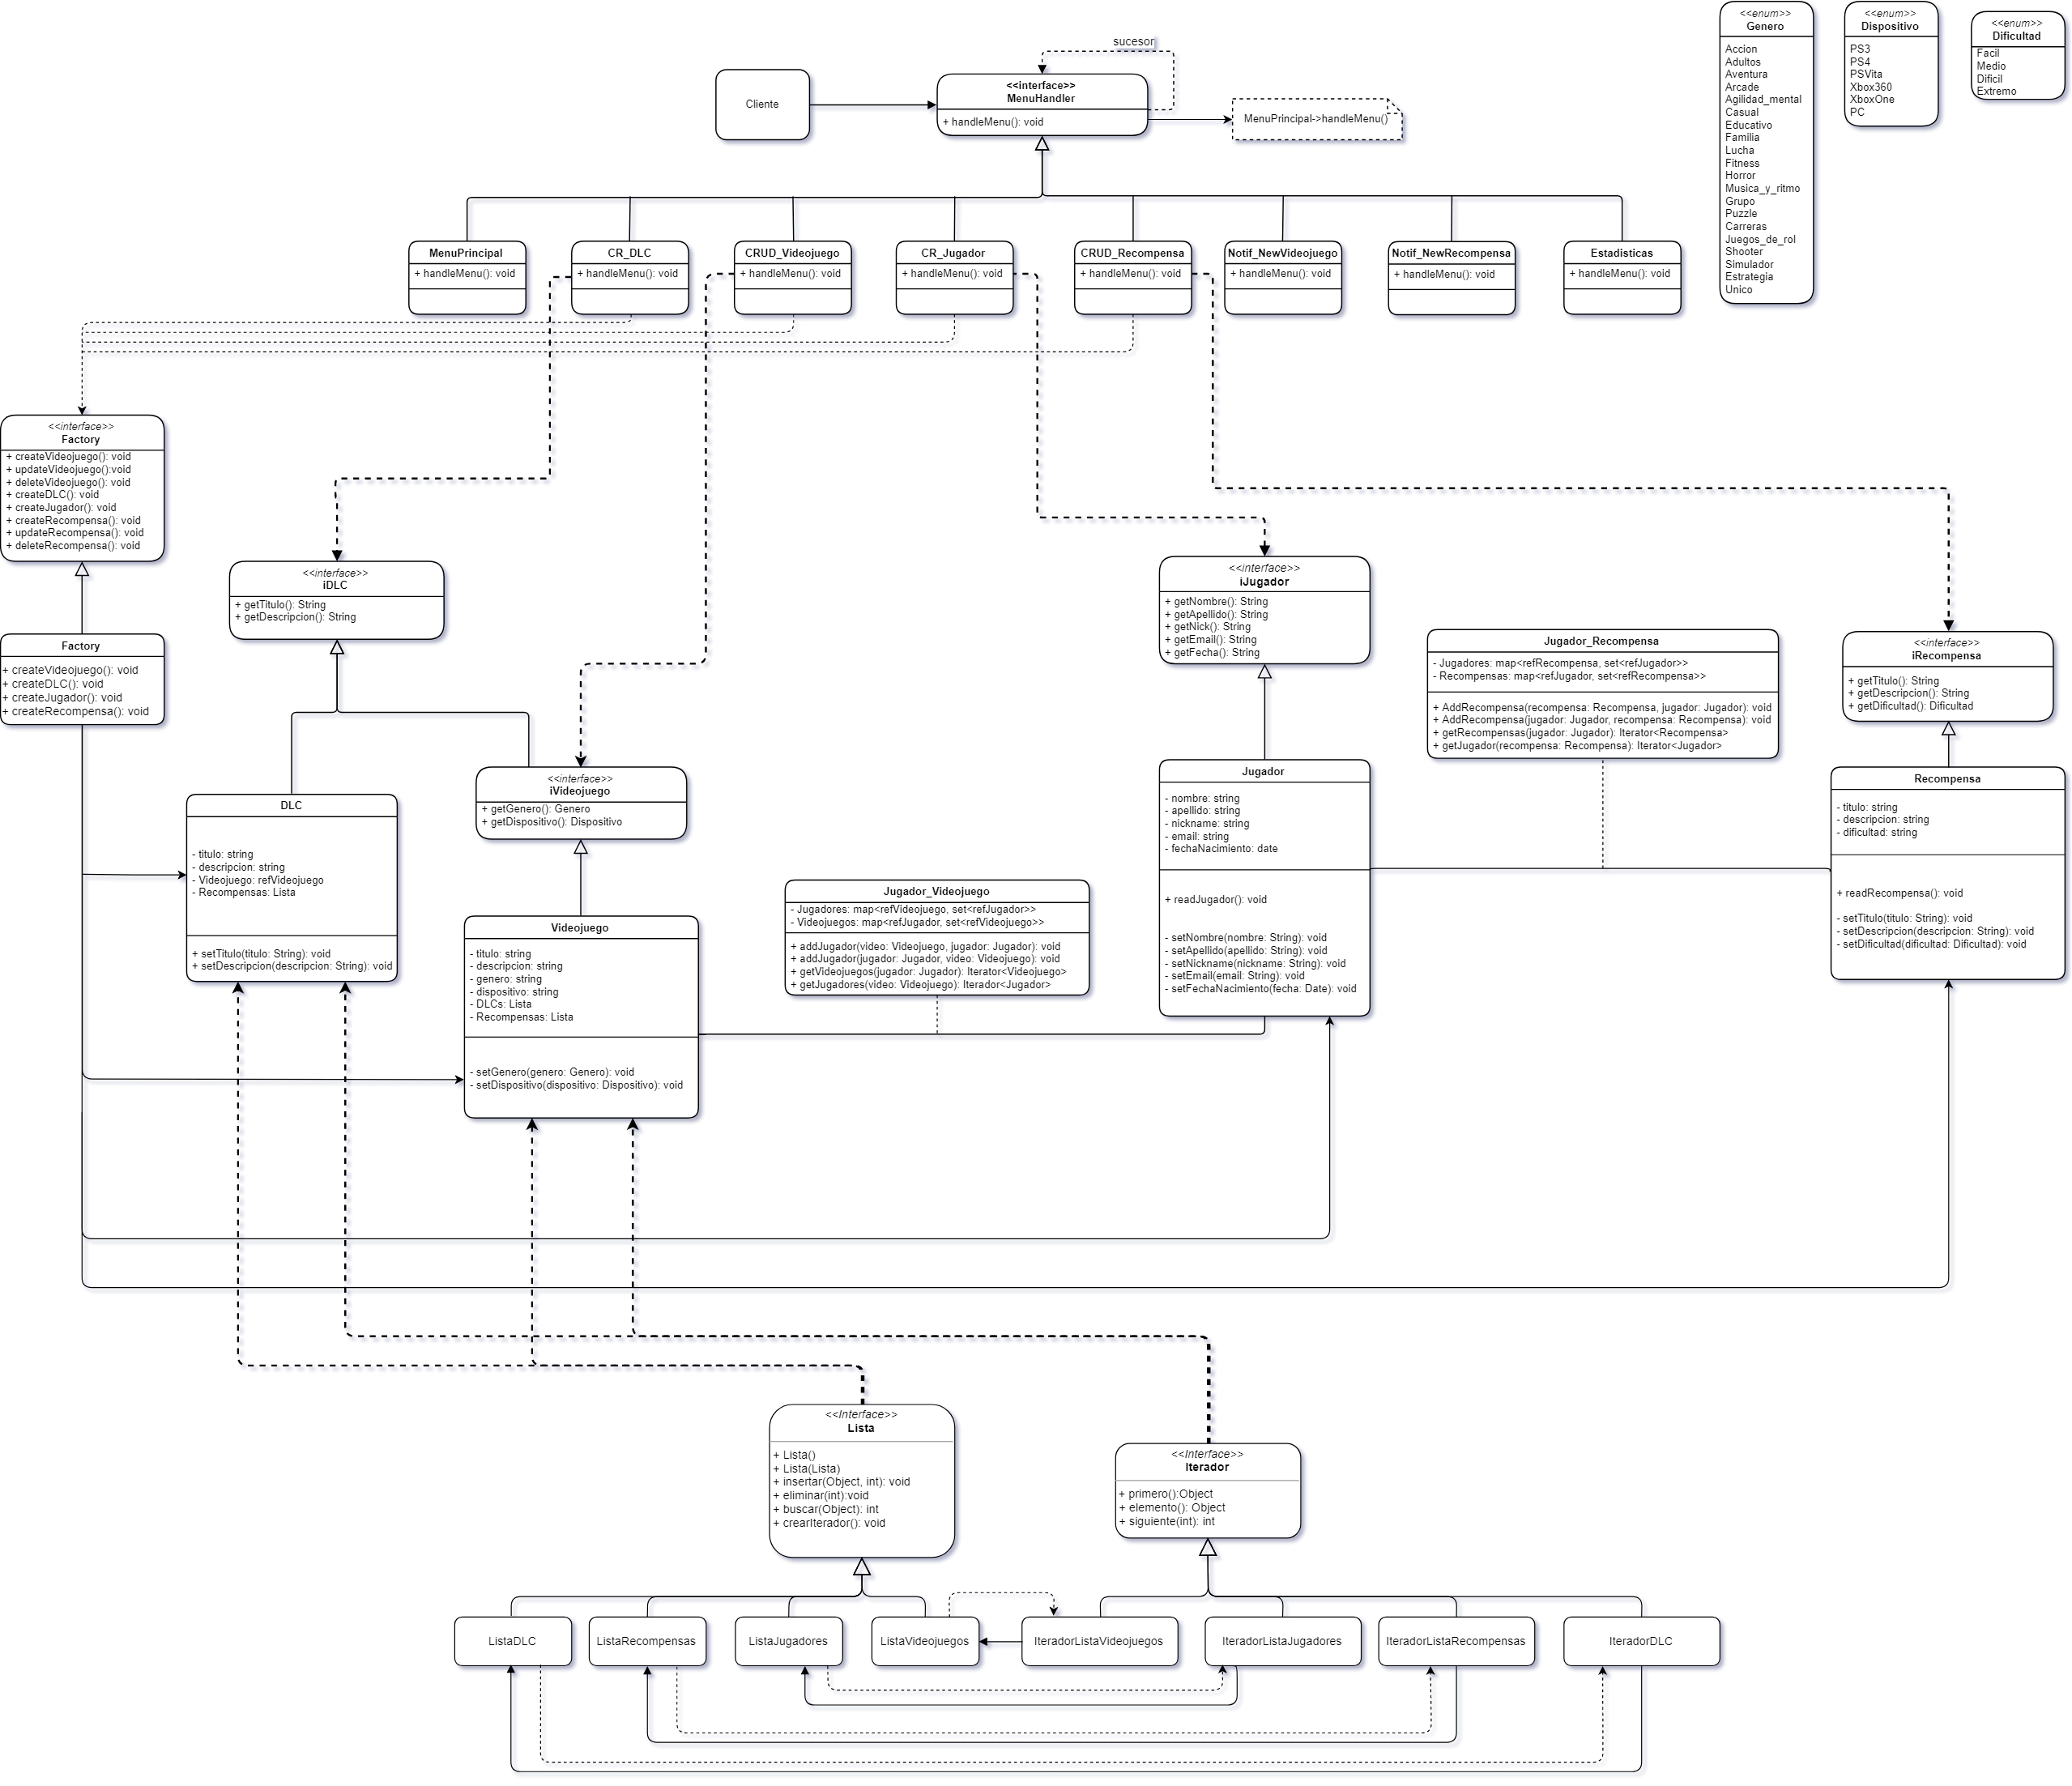 sucesor
Cliente
<<interface>>
MenuHandler
+ handleMenu(): void
MenuPrincipal->handleMenu()
<<enum>>
Genero
Accion
Adultos
Aventura
Arcade
Agilidad_mental
Casual
Educativo
Familia
Lucha
Fitness
Horror
Musica_y_ritmo
Grupo
Puzzle
Carreras
Juegos_de_rol
Shooter
Simulador
Estrategia
Unico
<<enum>>
Dispositivo
PS3
PS4
PSVita
Xbox360
XboxOne
PC
<<enum>>
Dificultad
Facil
Medio
Dificil
Extremo
MenuPrincipal
+ handleMenu(): void
CR_DLC
+ handleMenu(): void
CRUD_Videojuego
+ handleMenu(): void
CR_Jugador
+ handleMenu(): void
CRUD_Recompensa
+ handleMenu(): void
Notif_NewVideojuego
+ handleMenu(): void
Notif_NewRecompensa
+ handleMenu(): void
Estadisticas
+ handleMenu(): void
<<interface>>
Factory
+ createVideojuego(): void
+ updateVideojuego():void
+ deleteVideojuego(): void
+ createDLC(): void
+ createJugador(): void
+ createRecompensa(): void
+ updateRecompensa(): void
+ deleteRecompensa(): void
Factory
+ createVideojuego(): void
+ createDLC(): void
+ createJugador(): void
+ createRecompensa(): void
<<interface>>
iDLC
+ getTitulo(): String
+ getDescripcion(): String
<<interface>>
iJugador
+ getNombre(): String
+ getApellido(): String
+ getNick(): String
+ getEmail(): String
+ getFecha(): String
Jugador_Recompensa
- Jugadores: map<refRecompensa, set<refJugador>>
- Recompensas: map<refJugador, set<refRecompensa>>
+ AddRecompensa(recompensa: Recompensa, jugador: Jugador): void
+ AddRecompensa(jugador: Jugador, recompensa: Recompensa): void
+ getRecompensas(jugador: Jugador): Iterator<Recompensa>
+ getJugador(recompensa: Recompensa): Iterator<Jugador>
<<interface>>
iRecompensa
+ getTitulo(): String
+ getDescripcion(): String
+ getDificultad(): Dificultad
DLC
- titulo: string
- descripcion: string
- Videojuego: refVideojuego
- Recompensas: Lista
+ setTitulo(titulo: String): void
+ setDescripcion(descripcion: String): void
<<interface>>
iVideojuego
+ getGenero(): Genero
+ getDispositivo(): Dispositivo
Videojuego
- titulo: string
- descripcion: string
- genero: string
- dispositivo: string
- DLCs: Lista
- Recompensas: Lista
- setGenero(genero: Genero): void
- setDispositivo(dispositivo: Dispositivo): void
Jugador_Videojuego
- Jugadores: map<refVideojuego, set<refJugador>>
- Videojuegos: map<refJugador, set<refVideojuego>>
+ addJugador(video: Videojuego, jugador: Jugador): void
+ addJugador(jugador: Jugador, video: Videojuego): void
+ getVideojuegos(jugador: Jugador): Iterator<Videojuego>
+ getJugadores(video: Videojuego): Iterator<Jugador>
Jugador
- nombre: string
- apellido: string
- nickname: string
- email: string
- fechaNacimiento: date
+ readJugador(): void
- setNombre(nombre: String): void
- setApellido(apellido: String): void
- setNickname(nickname: String): void
- setEmail(email: String): void
- setFechaNacimiento(fecha: Date): void
Recompensa
- titulo: string
- descripcion: string
- dificultad: string
+ readRecompensa(): void
- setTitulo(titulo: String): void
- setDescripcion(descripcion: String): void
- setDificultad(dificultad: Dificultad): void
<<Interface>>
Lista
+ Lista()
+ Lista(Lista)
+ insertar(Object, int): void
+ eliminar(int):void
+ buscar(Object): int
+ crearIterador(): void
<<Interface>>
Iterador
+ primero():Object
+ elemento(): Object
+ siguiente(int): int
ListaDLC
ListaRecompensas
ListaJugadores
ListaVideojuegos
IteradorListaVideojuegos
IteradorListaJugadores
IteradorListaRecompensas
IteradorDLC